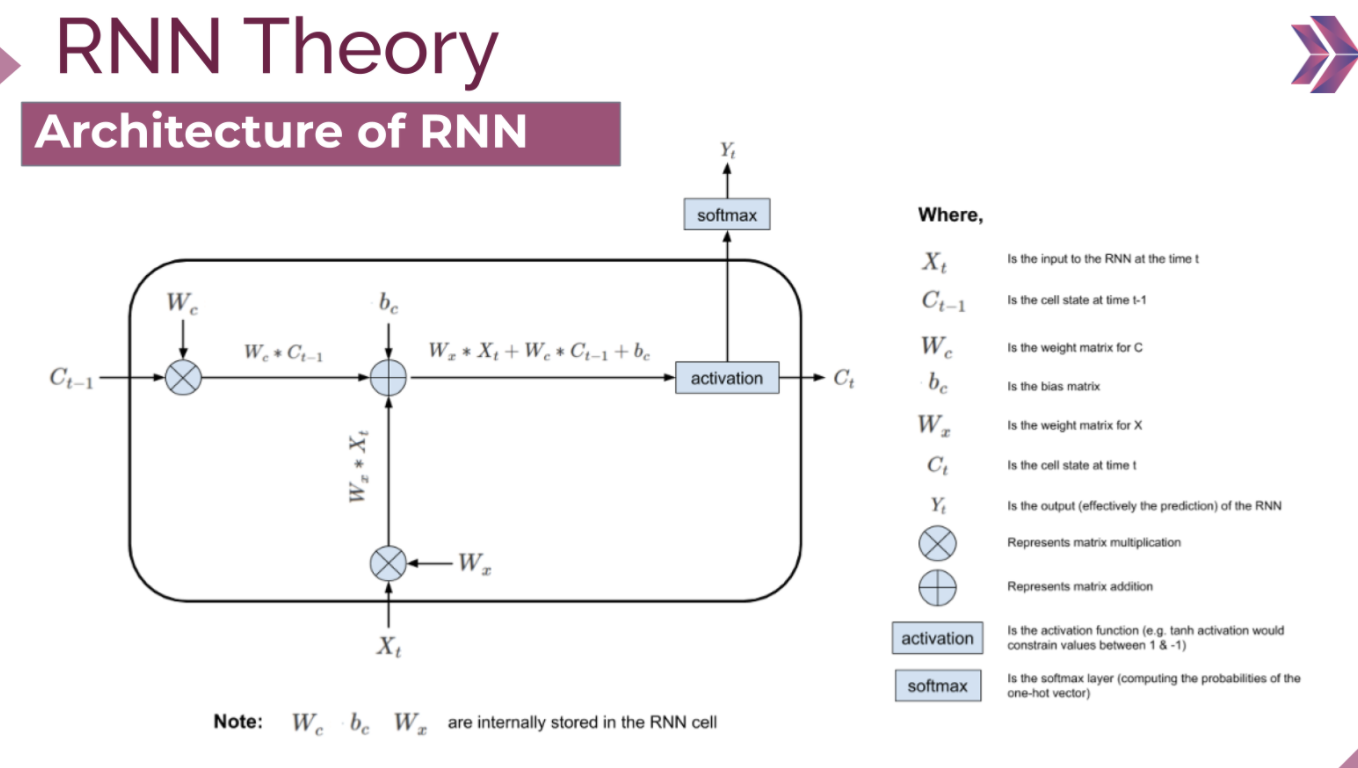 RNN Theory
Architecture of RNN
Yₜ
softmax
W_c
b_c
C_{t−1}
W_c * C_{t−1}
W_x * X_t + W_c * C_{t−1} + b_c
activation
C_t
W_x * X_t
W_x
X_t
Note: W_c b_c W_x are internally stored in the RNN cell
Where,
X_t Is the input to the RNN at the time t
C_{t−1} Is the cell state at time t-1
W_c Is the weight matrix for C
b_c Is the bias matrix
W_x Is the weight matrix for X
C_t Is the cell state at time t
Y_t Is the output (effectively the prediction) of the RNN
Represents matrix multiplication
Represents matrix addition
activation Is the activation function (e.g. tanh activation would
constrain values between 1 & -1)
softmax Is the softmax layer (computing the probabilities of the
one-hot vector)